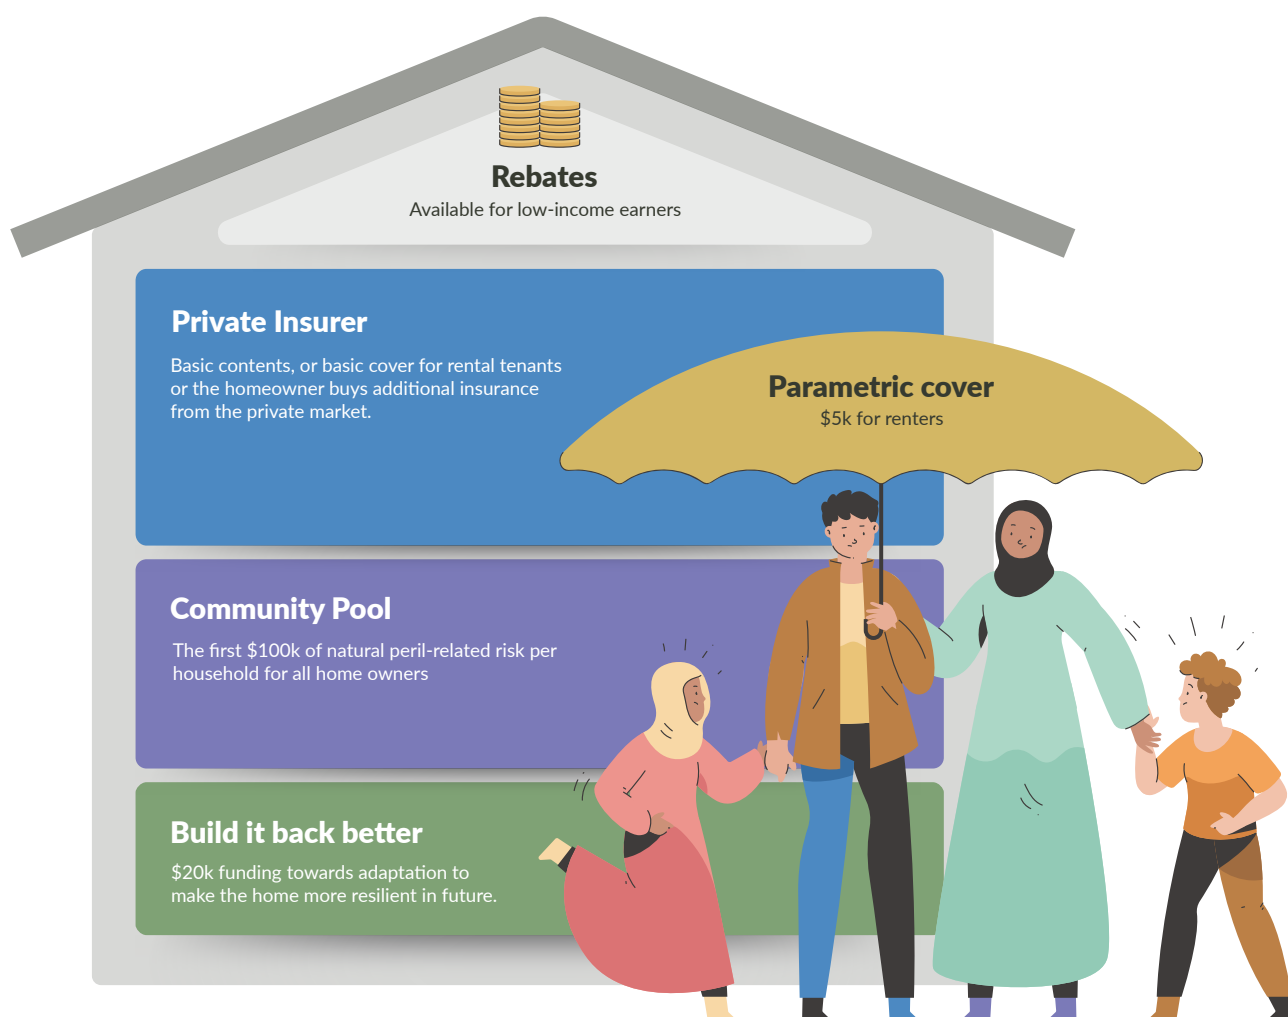 Rebates
Available for low-income earners
Private Insurer
Basic contents, or basic cover for rental tenants
or the homeowner buys additional insurance
from the private market.
Parametric cover
$5k for renters
Community Pool
The first $100k of natural peril-related risk per
household for all home owners
Build it back better
$20k funding towards adaptation to
make the home more resilient in future.